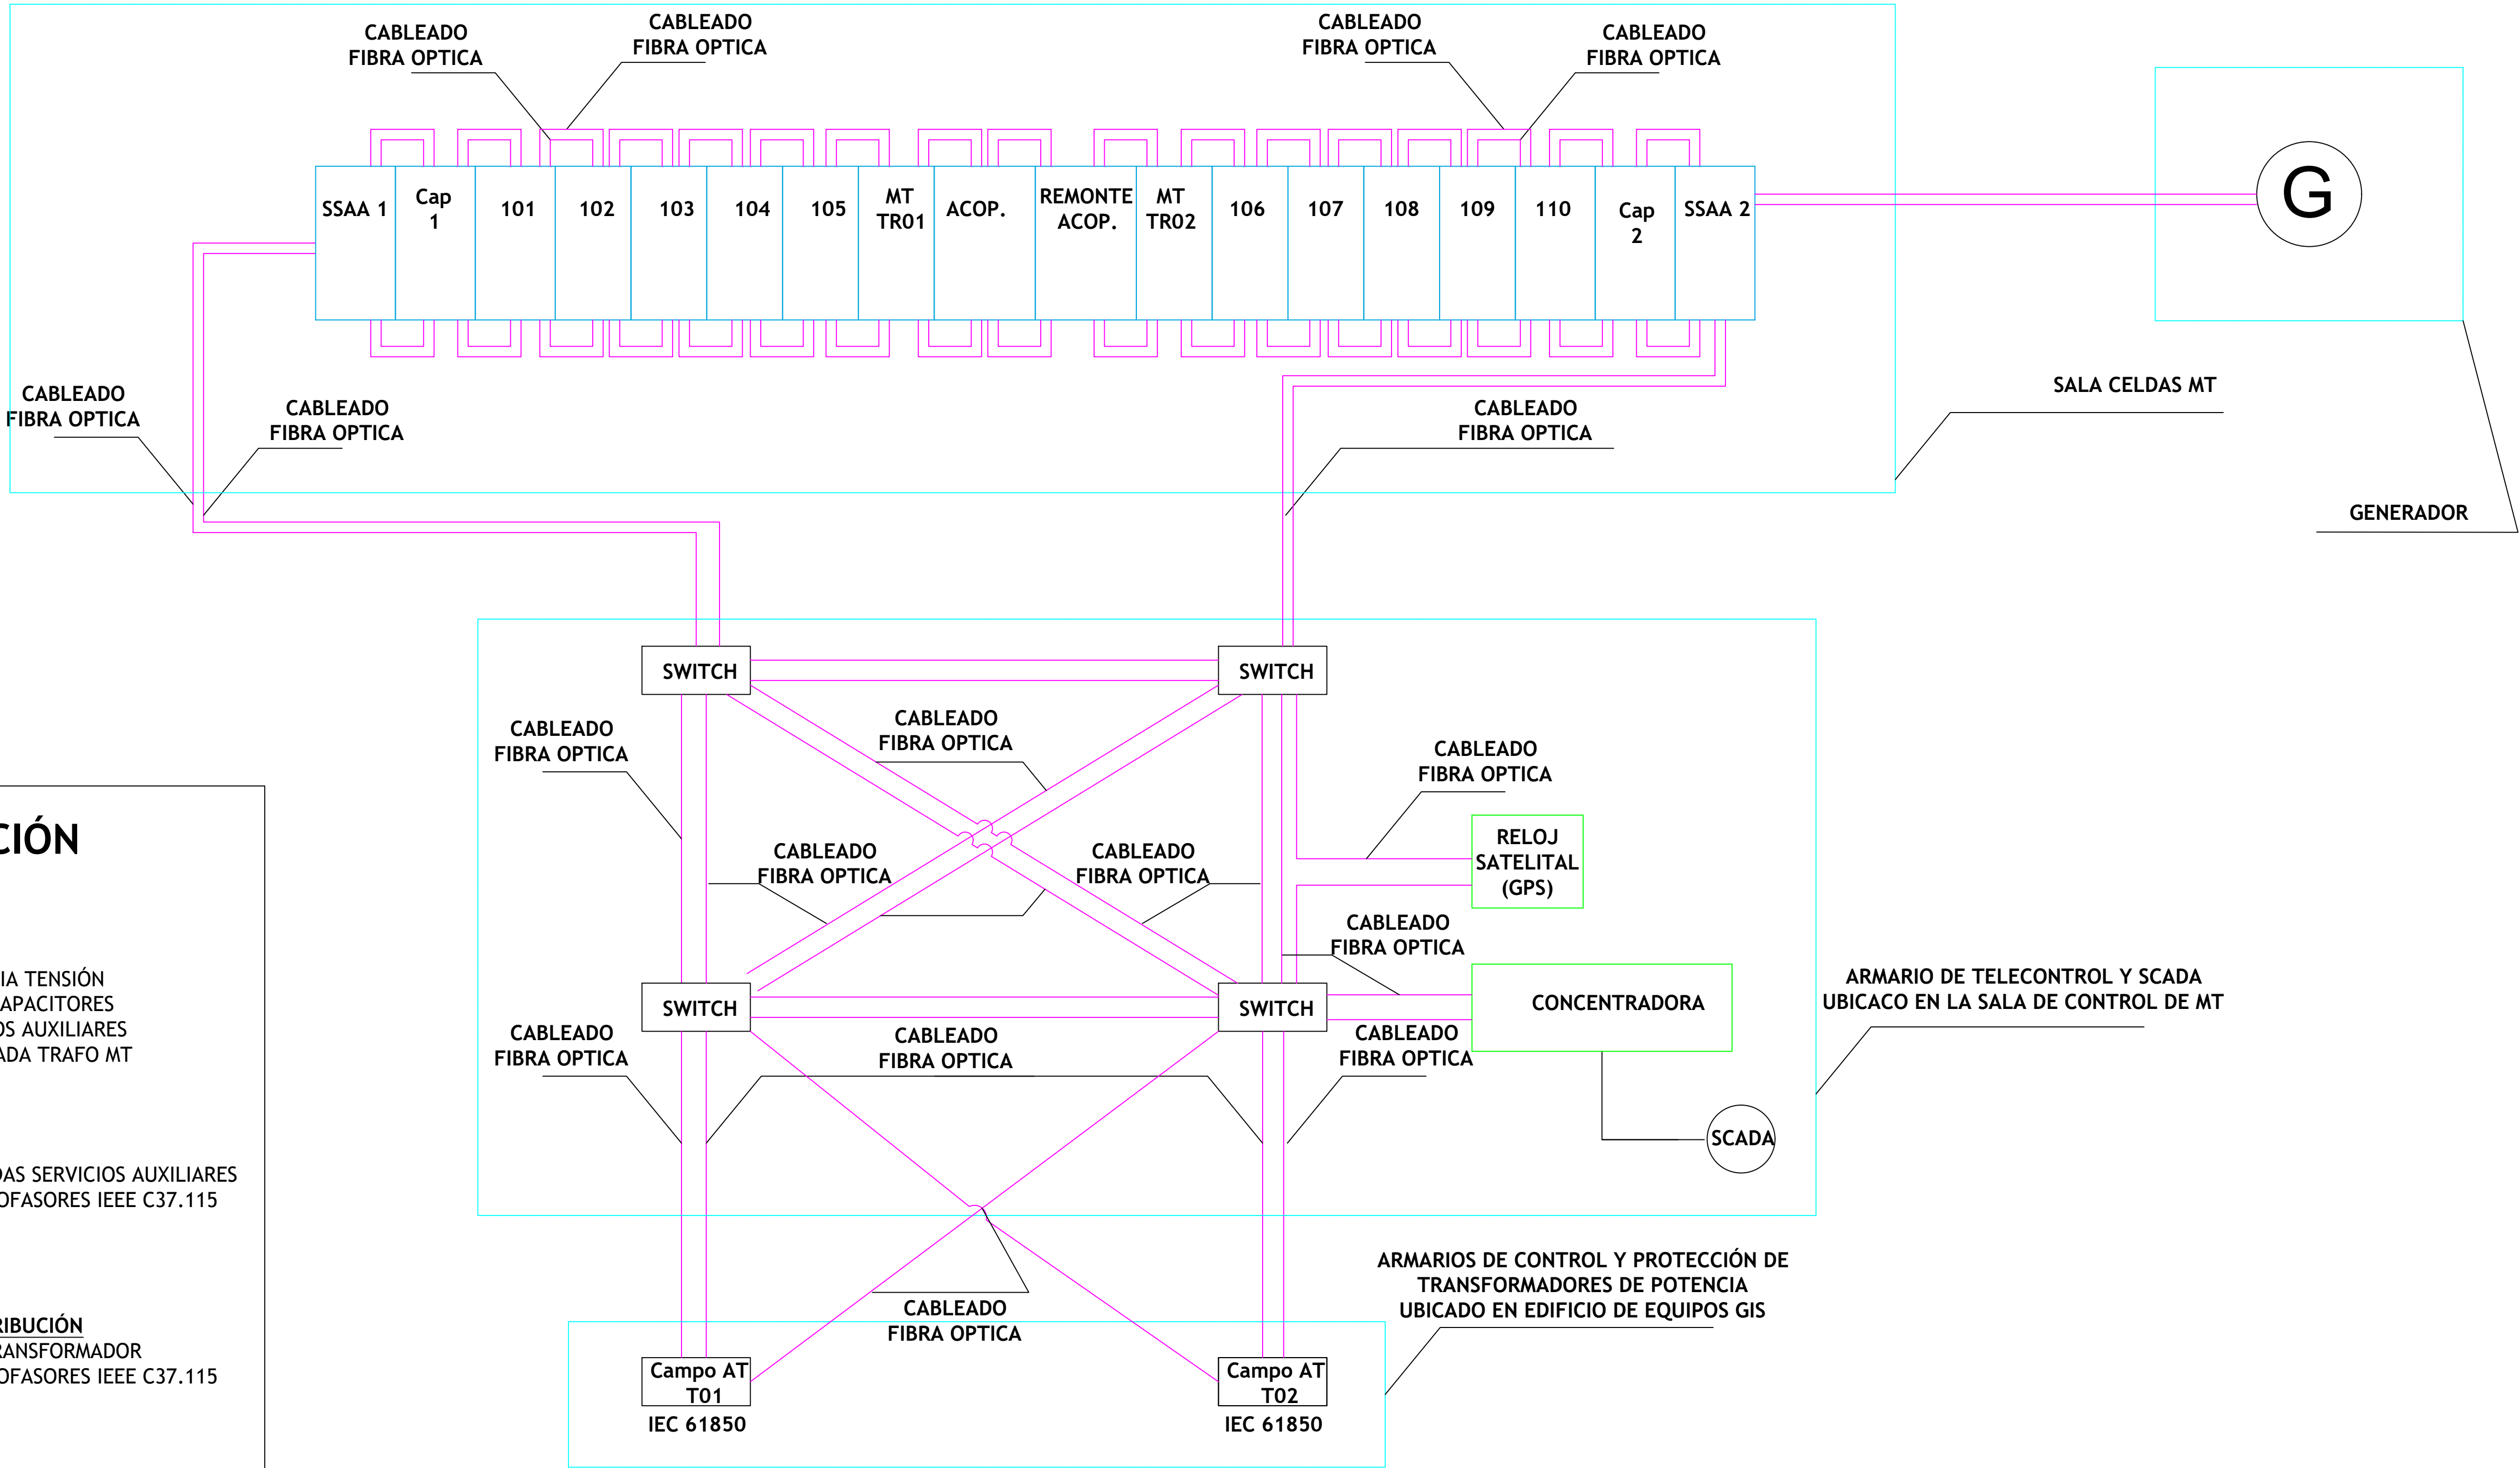 CABLEADO
FIBRA OPTICA
CABLEADO
FIBRA OPTICA
CABLEADO
FIBRA OPTICA
CABLEADO
FIBRA OPTICA
SSAA 1
Cap
1
101
102
103
104
105
MT
TR01
ACOP.
REMONTE
ACOP.
MT
TR02
106
107
108
109
110
Cap
2
SSAA 2
G
CABLEADO
FIBRA OPTICA
CABLEADO
FIBRA OPTICA
CABLEADO
FIBRA OPTICA
SALA CELDAS MT
GENERADOR
SWITCH
SWITCH
CABLEADO
FIBRA OPTICA
CABLEADO
FIBRA OPTICA
CABLEADO
FIBRA OPTICA
CABLEADO
FIBRA OPTICA
CABLEADO
FIBRA OPTICA
RELOJ
SATELITAL
(GPS)
CABLEADO
FIBRA OPTICA
SWITCH
SWITCH
CONCENTRADORA
ARMARIO DE TELECONTROL Y SCADA
UBICACO EN LA SALA DE CONTROL DE MT
CABLEADO
FIBRA OPTICA
CABLEADO
FIBRA OPTICA
CABLEADO
FIBRA OPTICA
SCADA
CABLEADO
FIBRA OPTICA
ARMARIOS DE CONTROL Y PROTECCIÓN DE
TRANSFORMADORES DE POTENCIA
UBICADO EN EDIFICIO DE EQUIPOS GIS
Campo AT
T01
IEC 61850
Campo AT
T02
IEC 61850
CIÓN
IA TENSIÓN
APACITORES
OS AUXILIARES
ADA TRAFO MT
DAS SERVICIOS AUXILIARES
OFASORES IEEE C37.115
RIBUCIÓN
RANSFORMADOR
OFASORES IEEE C37.115